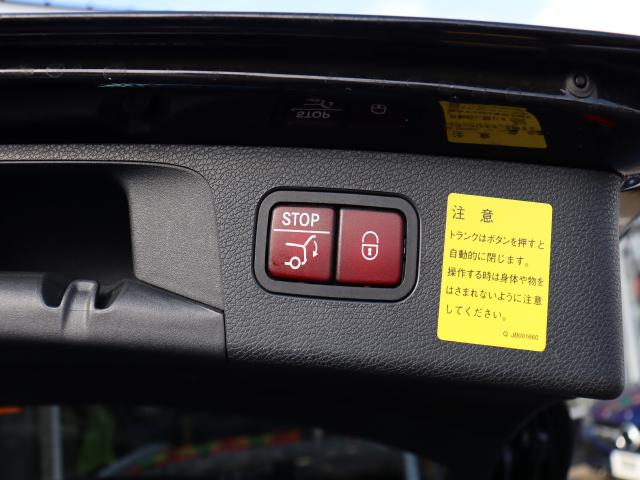 STOP
注 意
トランクはボタンを押すと
自動的に閉じます。
操作する時は身体や物を
はさまれないように注意
してください。
Q JB001660